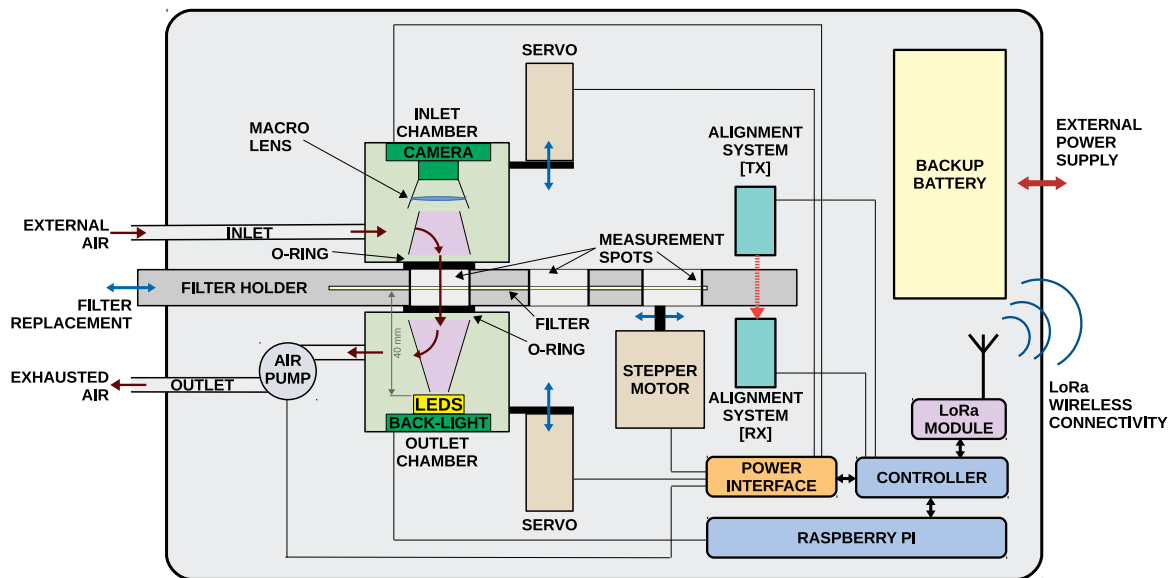 SERVO
INLET
CHAMBER
CAMERA
MACRO
LENS
ALIGNMENT
SYSTEM
[TX]
BACKUP
BATTERY
EXTERNAL
POWER
SUPPLY
EXTERNAL
AIR
INLET
O-RING
MEASUREMENT
SPOTS
FILTER HOLDER
FILTER
REPLACEMENT
40 mm
FILTER
O-RING
AIR
PUMP
EXHAUSTED
AIR
OUTLET
LEDS
BACK-LIGHT
OUTLET
CHAMBER
STEPPER
MOTOR
ALIGNMENT
SYSTEM
[RX]
LoRa
MODULE
LoRa
WIRELESS
CONNECTIVITY
SERVO
POWER
INTERFACE
CONTROLLER
RASPBERRY PI